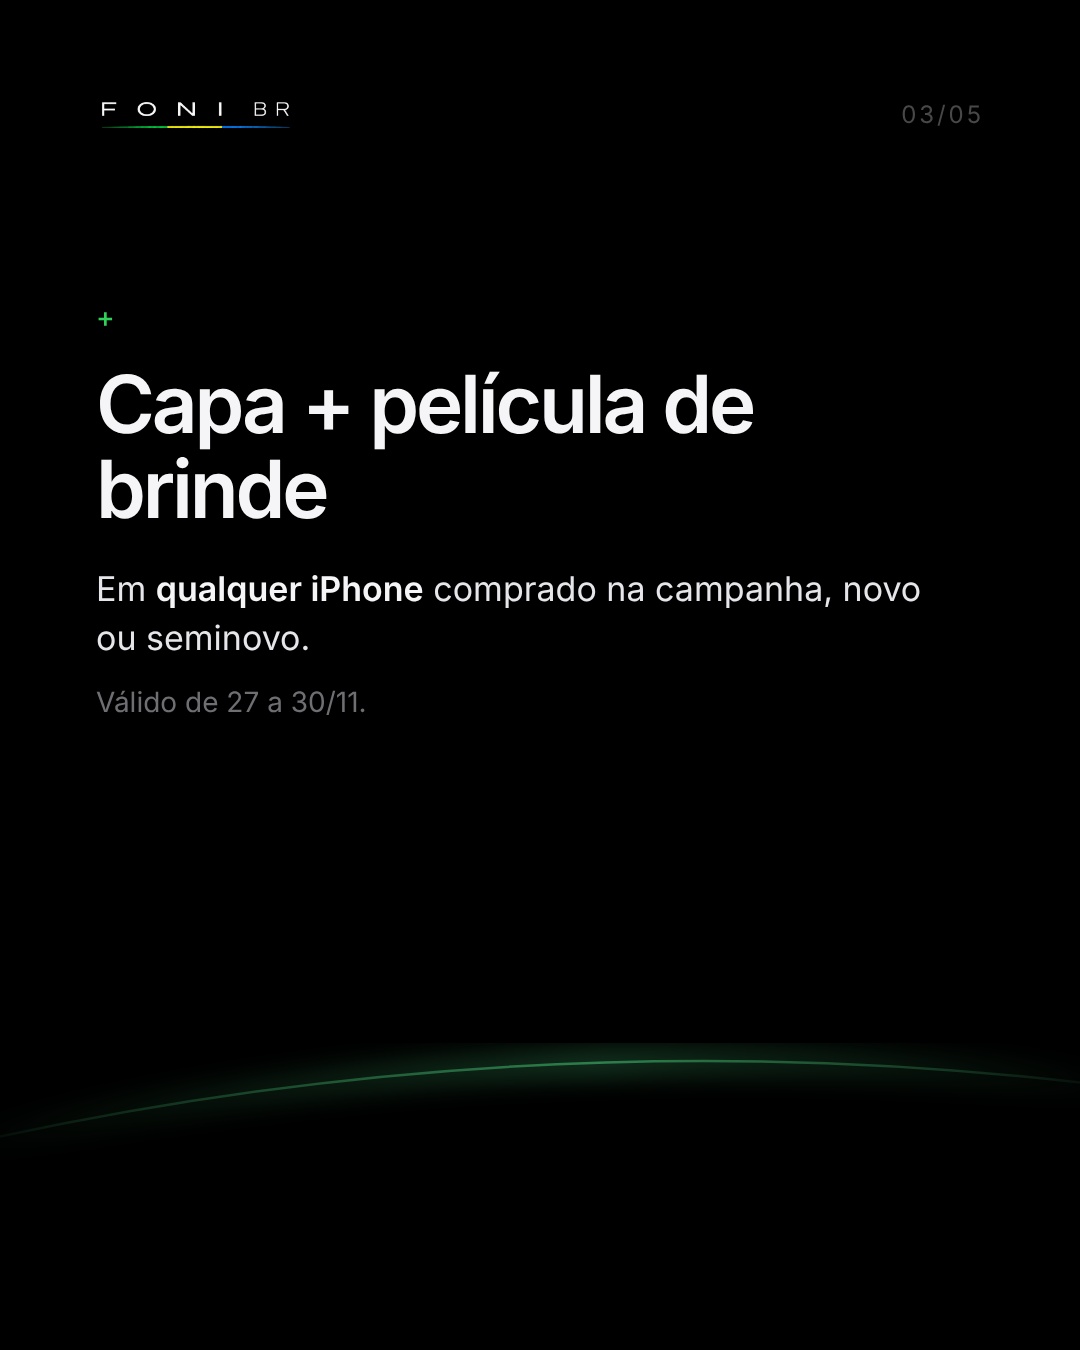 FONI BR
03/05
+
Capa + película de
brinde
Em qualquer iPhone comprado na campanha, novo
ou seminovo.
Válido de 27 a 30/11.